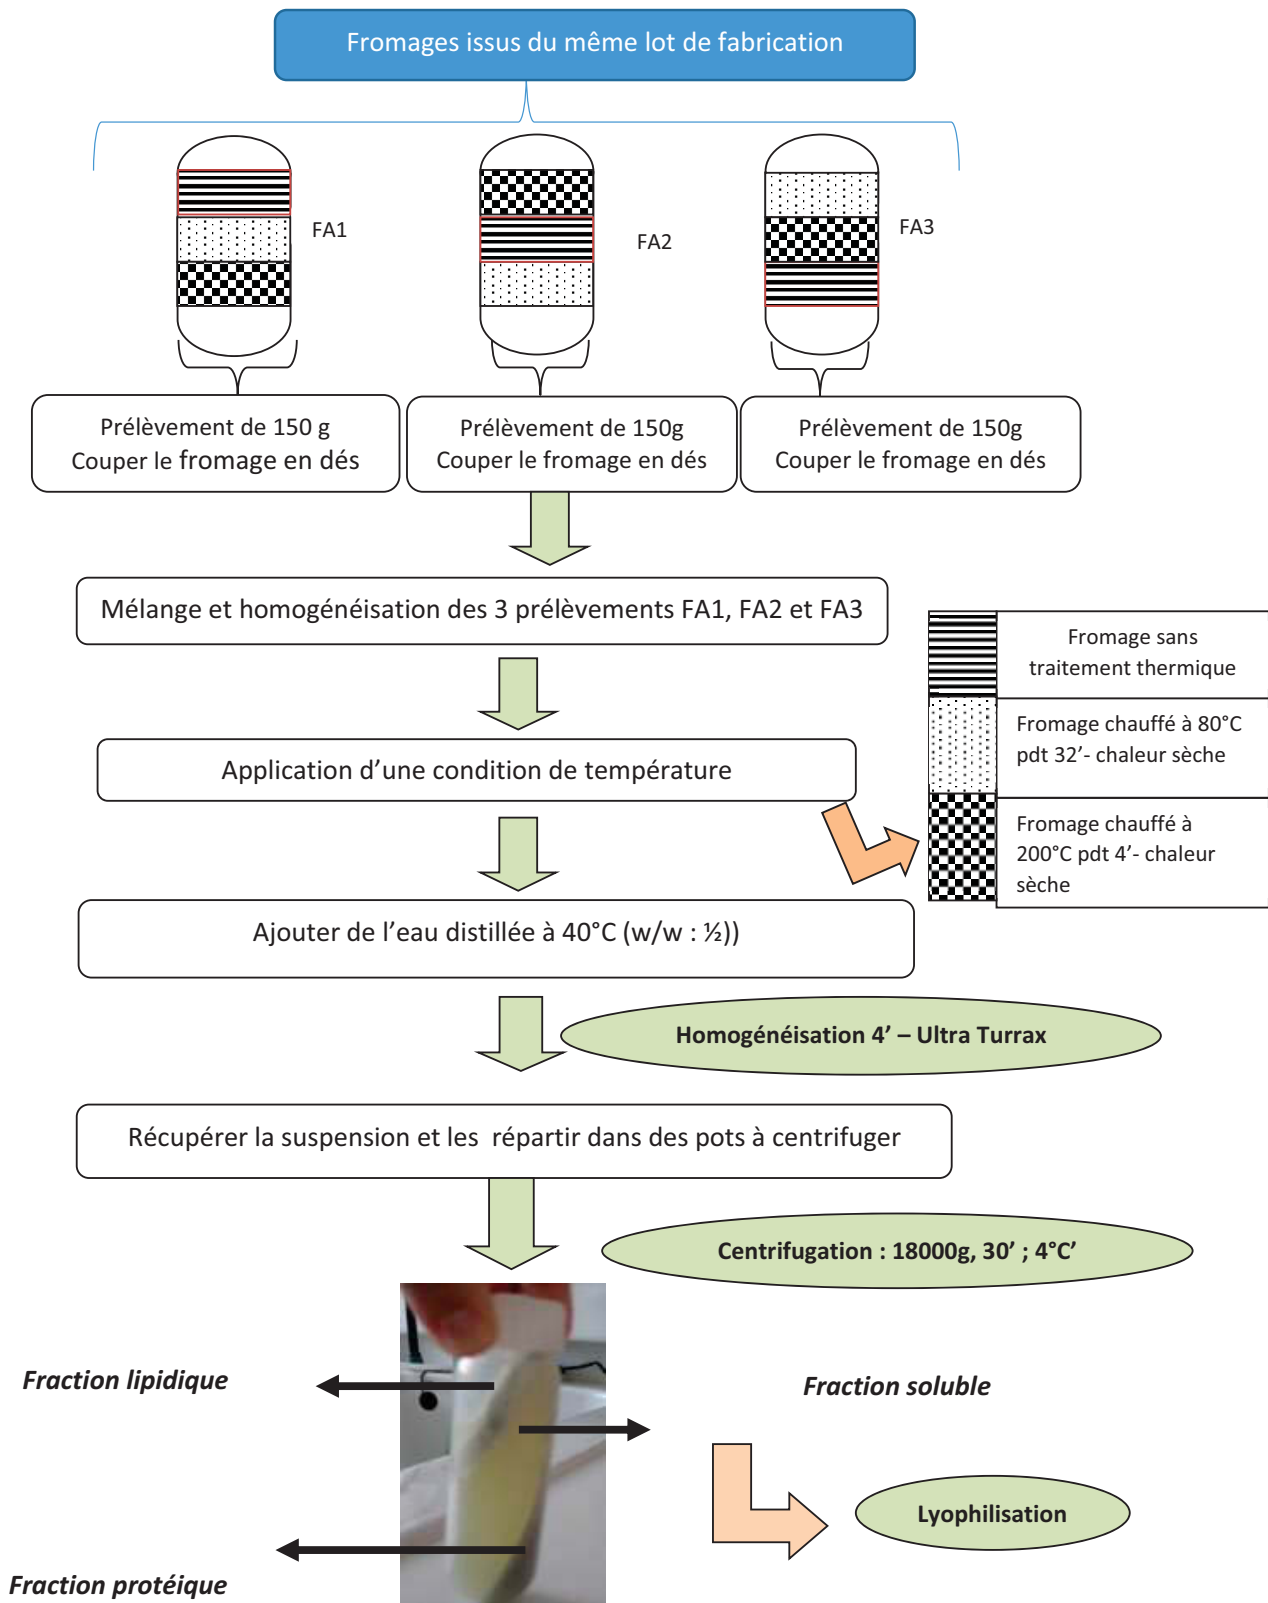 Fromages issus du même lot de fabrication
FA1
FA2
FA3
Prélèvement de 150 g
Couper le fromage en dés
Prélèvement de 150g
Couper le fromage en dés
Prélèvement de 150g
Couper le fromage en dés
Mélange et homogénéisation des 3 prélèvements FA1, FA2 et FA3
Fromage sans
traitement thermique
Fromage chauffé à 80°C
pdt 32’- chaleur sèche
Fromage chauffé à
200°C pdt 4’- chaleur
sèche
Application d’une condition de température
Ajouter de l’eau distillée à 40°C (w/w : ½))
Homogénéisation 4’ – Ultra Turrax
Récupérer la suspension et les répartir dans des pots à centrifuger
Centrifugation : 18000g, 30’ ; 4°C’
Fraction lipidique
Fraction soluble
Lyophilisation
Fraction protéique